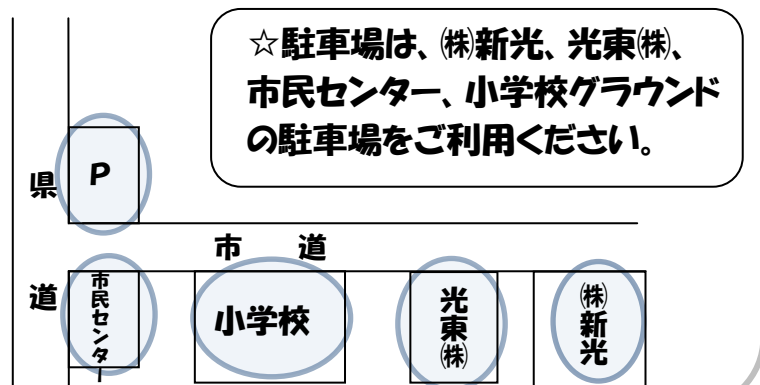 ☆駐車場は、㈱新光、光東㈱、
市民センター、小学校グラウンド
の駐車場をご利用ください。
P
県道
市　道
市民センター
小学校
光東㈱
㈱新光